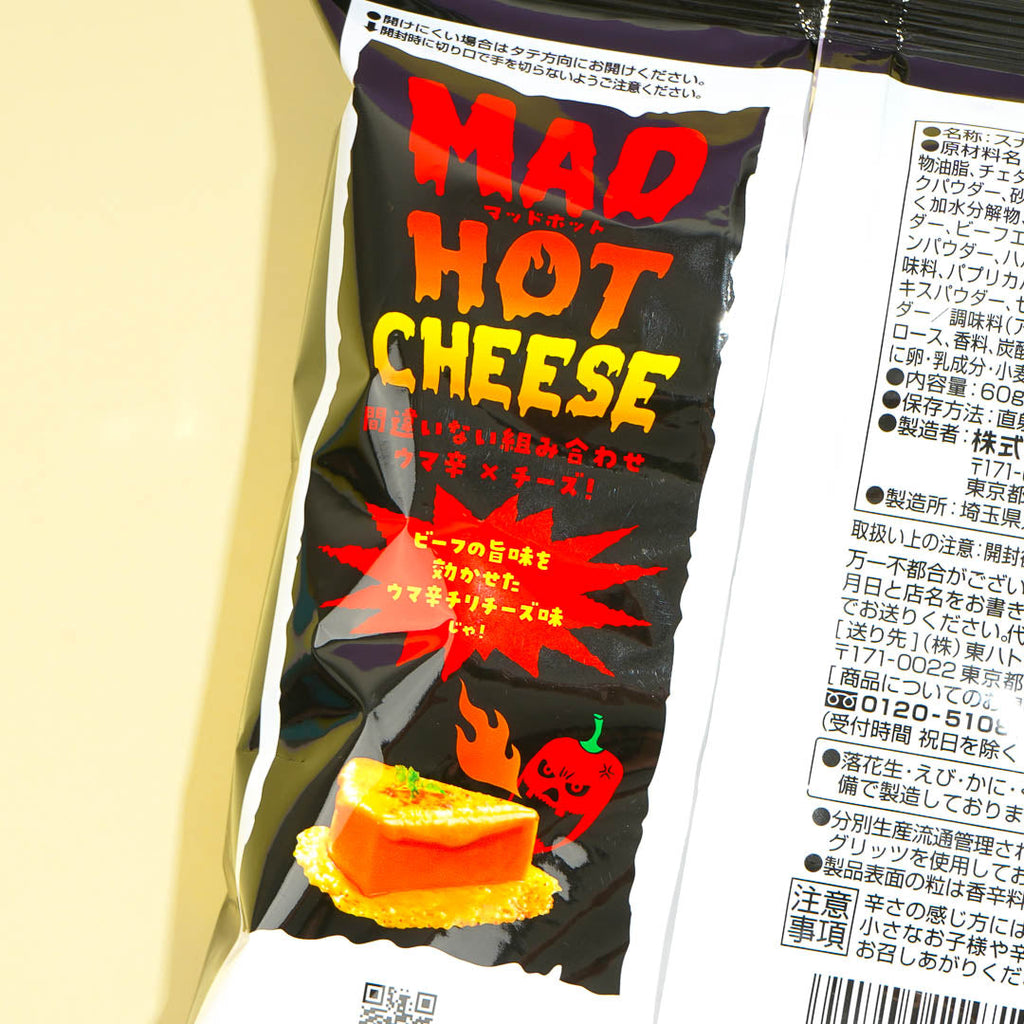 ●開けにくい場合はタテ方向にお開けください。
開封時に切り口で手を切らないようご注意ください。
MAD
マッドホット
HOT
CHEESE
間違いない組み合わせ
ウマ辛×チーズ!
ビーフの旨味を
効かせた
ウマ辛チリチーズ味
じゃ!
●名称:スナ
●原材料名
物油脂、チェダ
クパウダー、砂
く加水分解物、
ダー、ビーフエ
ンパウダー、ハ
味料、パプリカ
キスパウダー、
ダー/調味料(ア
ロース、香料、炭酸
に卵・乳成分・小麦
●内容量:60g
●保存方法:直射
●製造者:株式
〒171-
東京都
●製造所:埼玉県
取扱い上の注意:開封後
万一不都合がござい
月日と店名をお書き
でお送りください。代
[送り先](株)東ハト
〒171-0022 東京都
[商品についてのお
0120-5108
(受付時間 祝日を除く
●落花生・えび・かに・
備で製造しておりま
●分別生産流通管理され
グリッツを使用してお
●製品表面の粒は香辛料
注意
事項
辛さの感じ方には
小さなお子様や辛
お召しあがりくだ